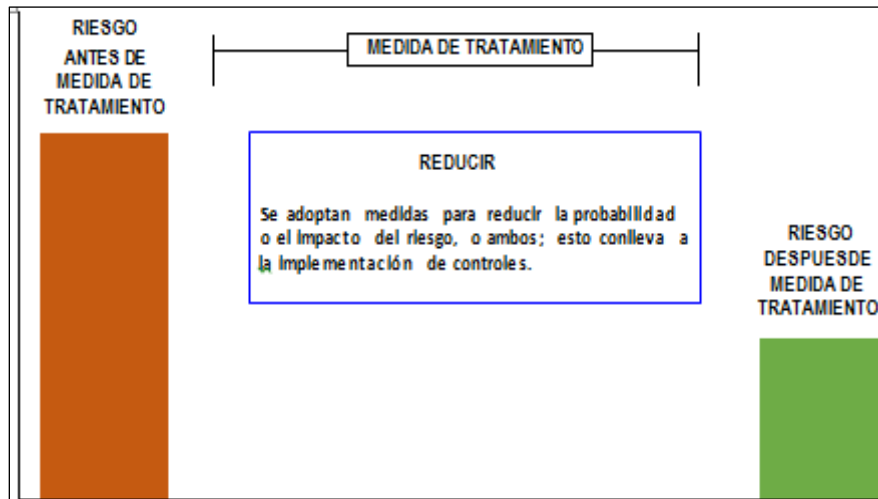 RIESGO
ANTES DE
MEDIDA DE
TRATAMIENTO
MEDIDA DE TRATAMIENTO
REDUCIR
Se adoptan medidas para reducir la probabilidad
o el impacto del riesgo, o ambos; esto conlleva a
la implementación de controles.
RIESGO
DESPUESDE
MEDIDA DE
TRATAMIENTO